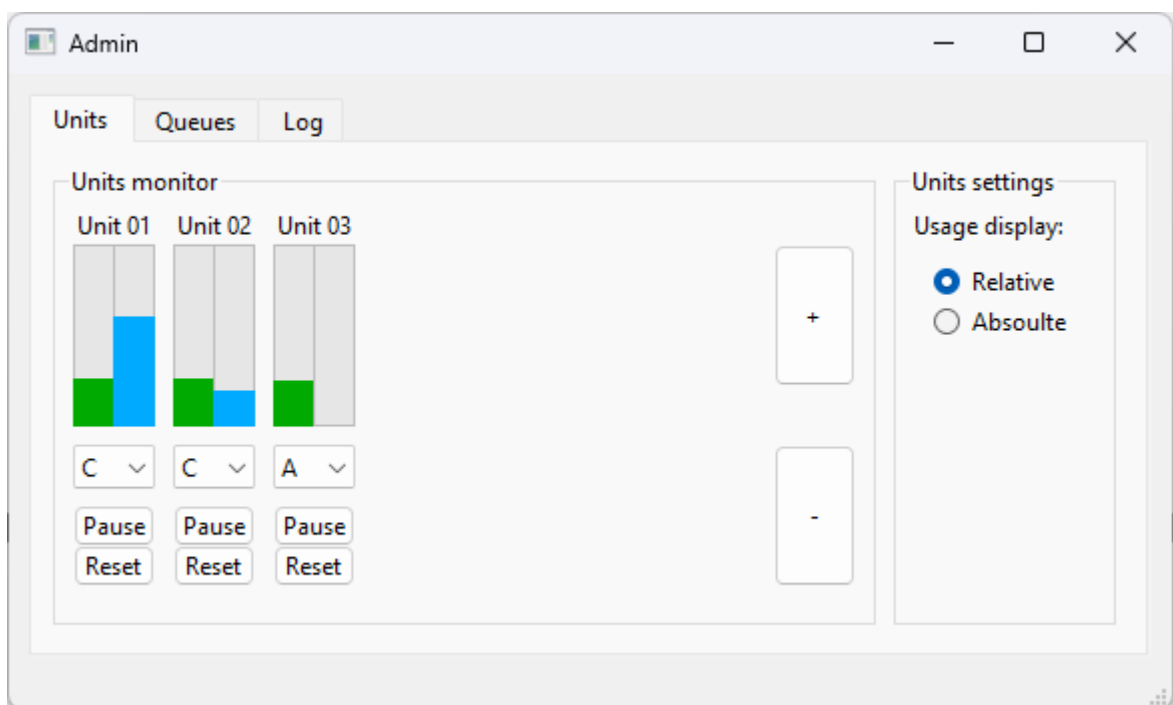 Admin
Units Queues Log
Units monitor
Unit 01 Unit 02 Unit 03
+
C C A
-
Pause Pause Pause
Reset Reset Reset
Units settings
Usage display:
Relative
Absoulte